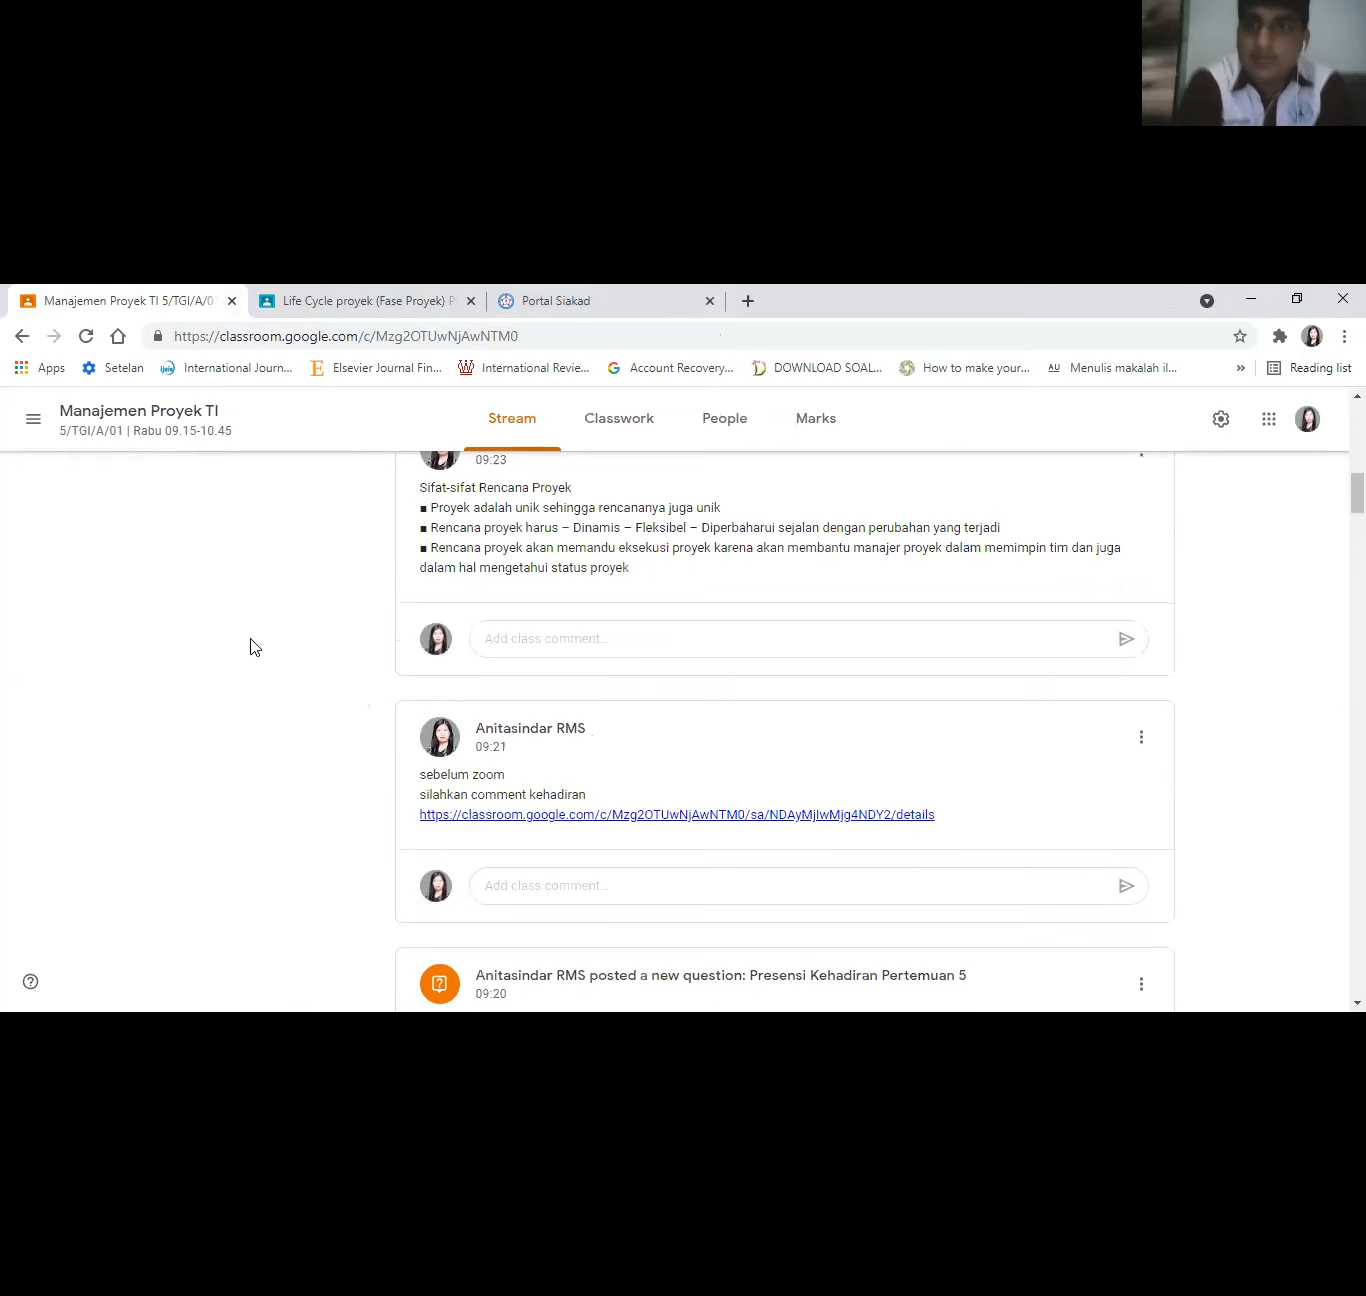 Manajemen Proyek TI 5/TGI/A/0
Life Cycle proyek (Fase Proyek) P
Portal Siakad
https://classroom.google.com/c/Mzg2OTUwNjAwNTM0
Apps
Setelan
International Journ...
Elsevier Journal Fin...
International Revie...
Account Recovery...
DOWNLOAD SOAL...
How to make your...
Menulis makalah il...
Reading list
Manajemen Proyek TI
5/TGI/A/01 | Rabu 09.15-10.45
Stream
Classwork
People
Marks
09:23
Sifat-sifat Rencana Proyek
■ Proyek adalah unik sehingga rencananya juga unik
■ Rencana proyek harus – Dinamis – Fleksibel – Diperbaharui sejalan dengan perubahan yang terjadi
■ Rencana proyek akan memandu eksekusi proyek karena akan membantu manajer proyek dalam memimpin tim dan juga
dalam hal mengetahui status proyek
Add class comment...
Anitasindar RMS
09:21
sebelum zoom
silahkan comment kehadiran
https://classroom.google.com/c/Mzg2OTUwNjAwNTM0/sa/NDAyMjIwMjg4NDY2/details
Add class comment...
Anitasindar RMS posted a new question: Presensi Kehadiran Pertemuan 5
09:20